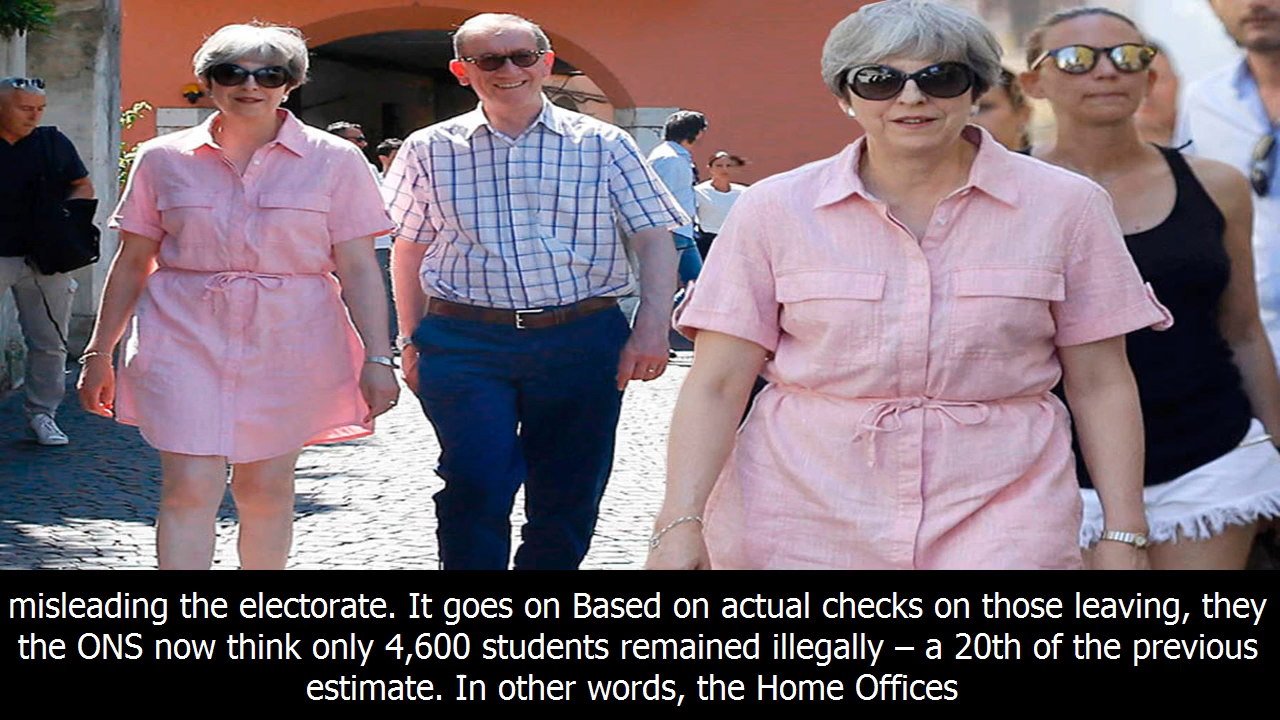 misleading the electorate. It goes on Based on actual checks on those leaving, they
the ONS now think only 4,600 students remained illegally – a 20th of the previous
estimate. In other words, the Home Offices